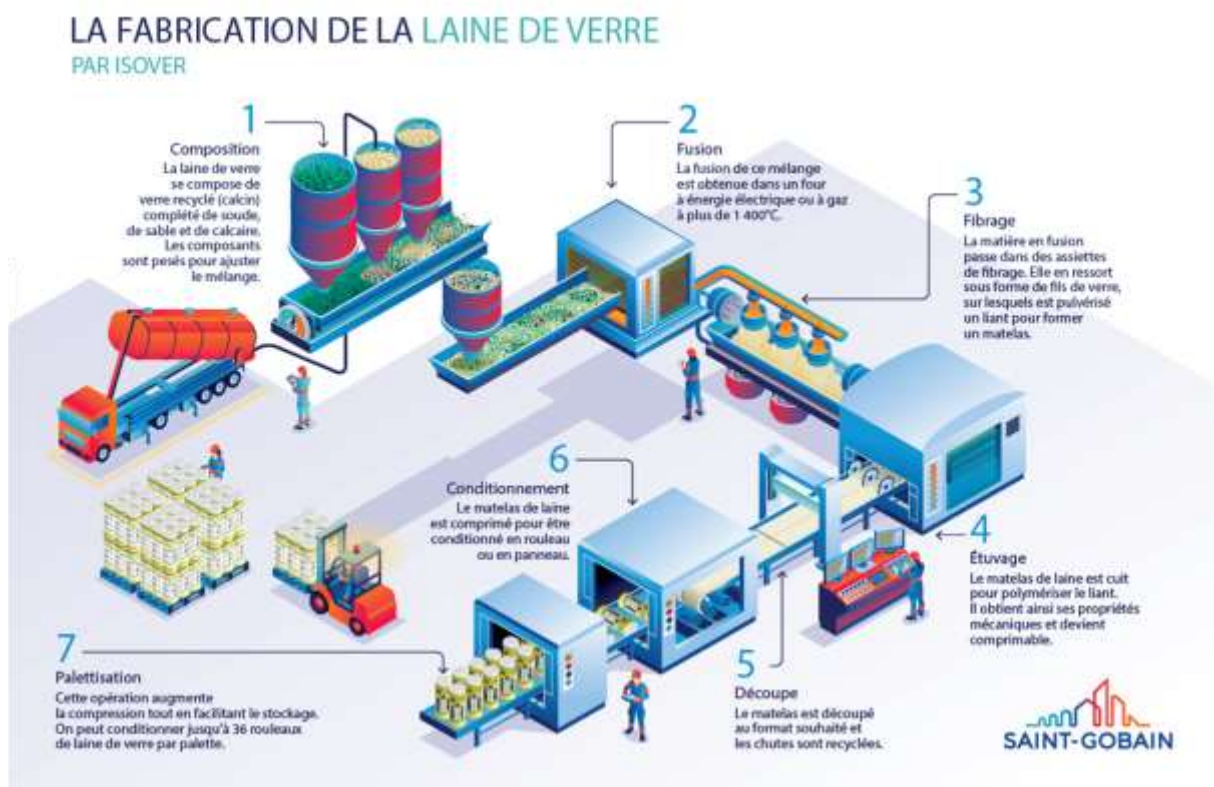 LA FABRICATION DE LA LAINE DE VERRE
PAR ISOVER
1
Composition
La laine de verre
se compose de
verre recyclé (calcin)
complété de soude,
de sable et de calcaire.
Les composants
sont pesés pour ajuster
le mélange.
2
Fusion
La fusion de ce mélange
est obtenue dans un four
à énergie électrique ou à gaz
à plus de 1 400°C.
3
Fibrage
La matière en fusion
passe dans des assiettes
de fibrage. Elle en ressort
sous forme de fils de verre,
sur lesquels est pulvérisé
un liant pour former
un matelas.
4
Étuvage
Le matelas de laine est cuit
pour polymériser le liant.
Il obtient ainsi ses propriétés
mécaniques et devient
comprimable.
5
Découpe
Le matelas est découpé
au format souhaité et
les chutes sont recyclées.
6
Conditionnement
Le matelas de laine
est comprimé pour être
conditionné en rouleau
ou en panneau.
7
Palettisation
Cette opération augmente
la compression tout en facilitant le stockage.
On peut conditionner jusqu'à 36 rouleaux
de laine de verre par palette.
SAINT-GOBAIN